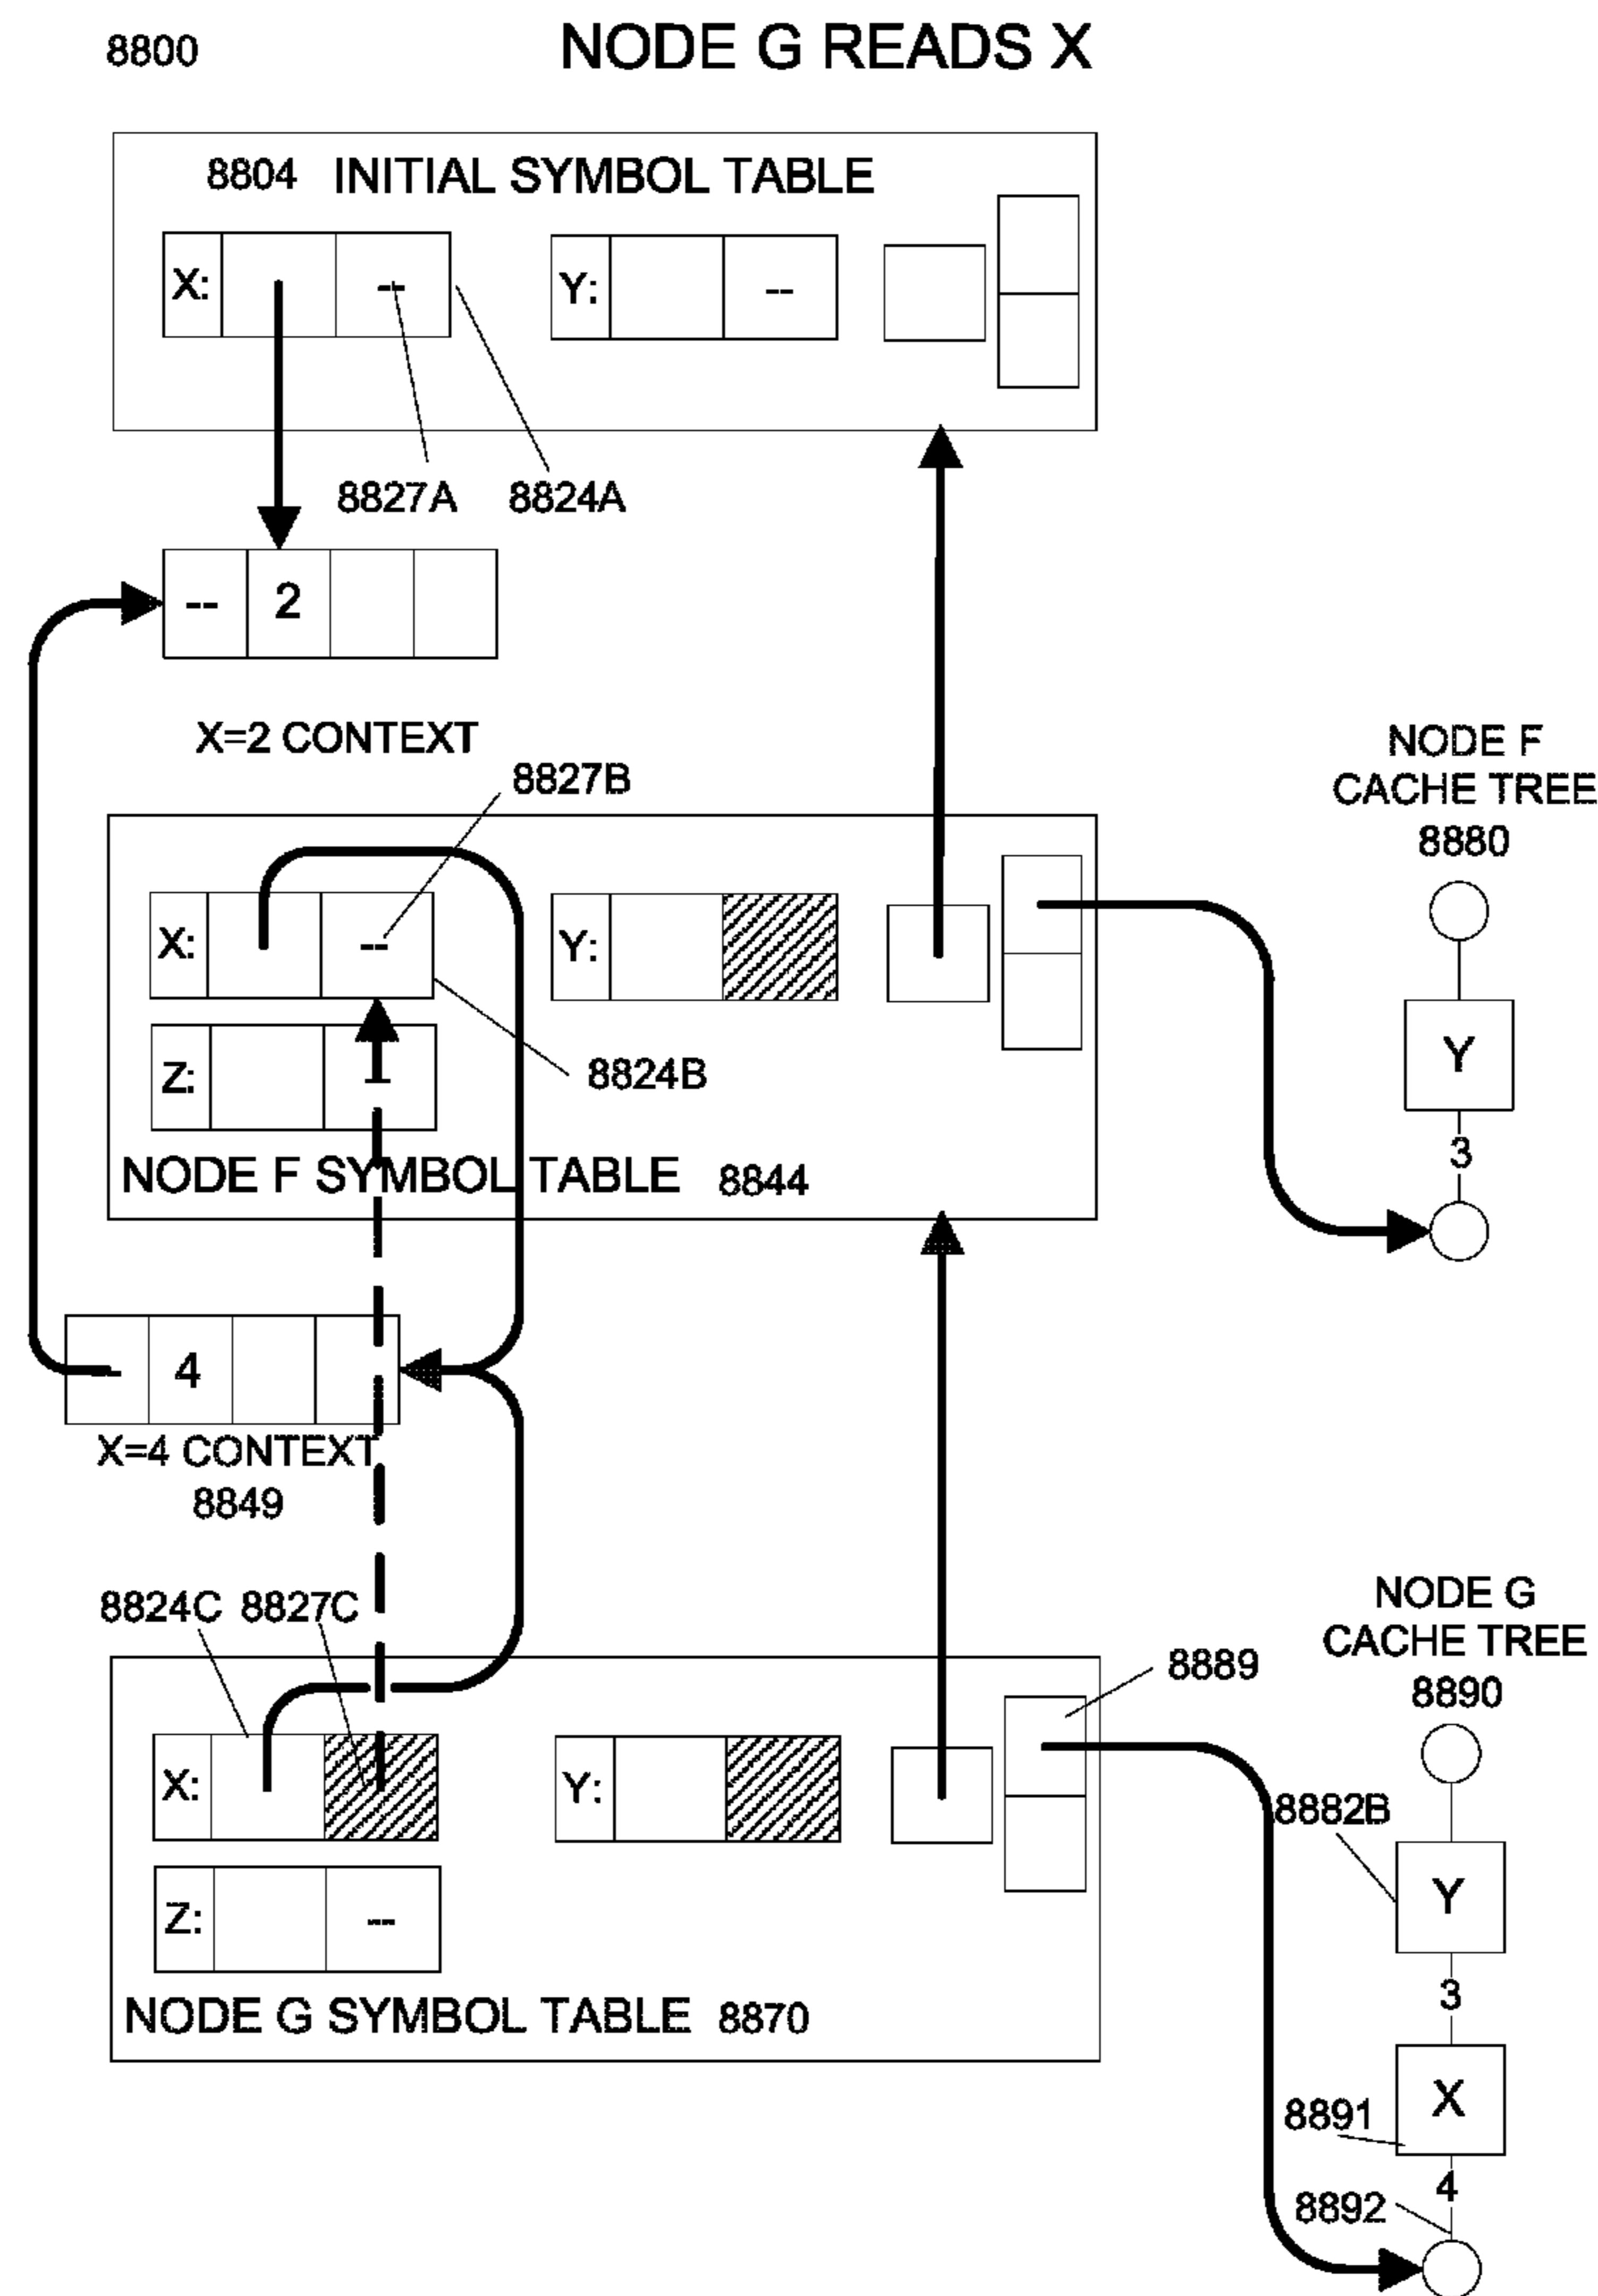 8800 NODE G READS X
8804 INITIAL SYMBOL TABLE
X: -- Y: --
8827A 8824A
-- 2
X=2 CONTEXT
8827B
NODE F
CACHE TREE
8880
X: -- Y:
Z:
8824B
Y
3
NODE F SYMBOL TABLE 8844
4
X=4 CONTEXT
8849
8824C 8827C
8889
NODE G
CACHE TREE
8890
X: Y:
8882B
Y
Z: --
3
NODE G SYMBOL TABLE 8870
X
8891
4
8892